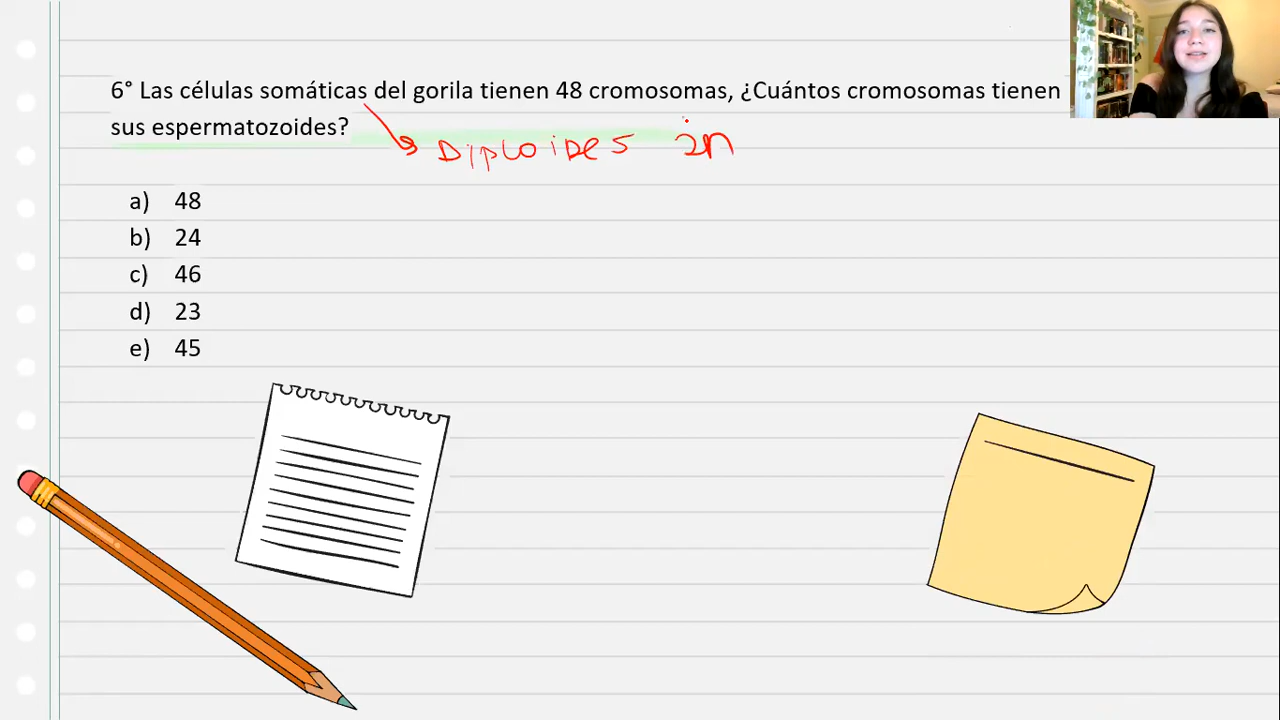 6° Las células somáticas del gorila tienen 48 cromosomas, ¿Cuántos cromosomas tienen
sus espermatozoides?
DiploiDes 2n
a) 48
b) 24
c) 46
d) 23
e) 45